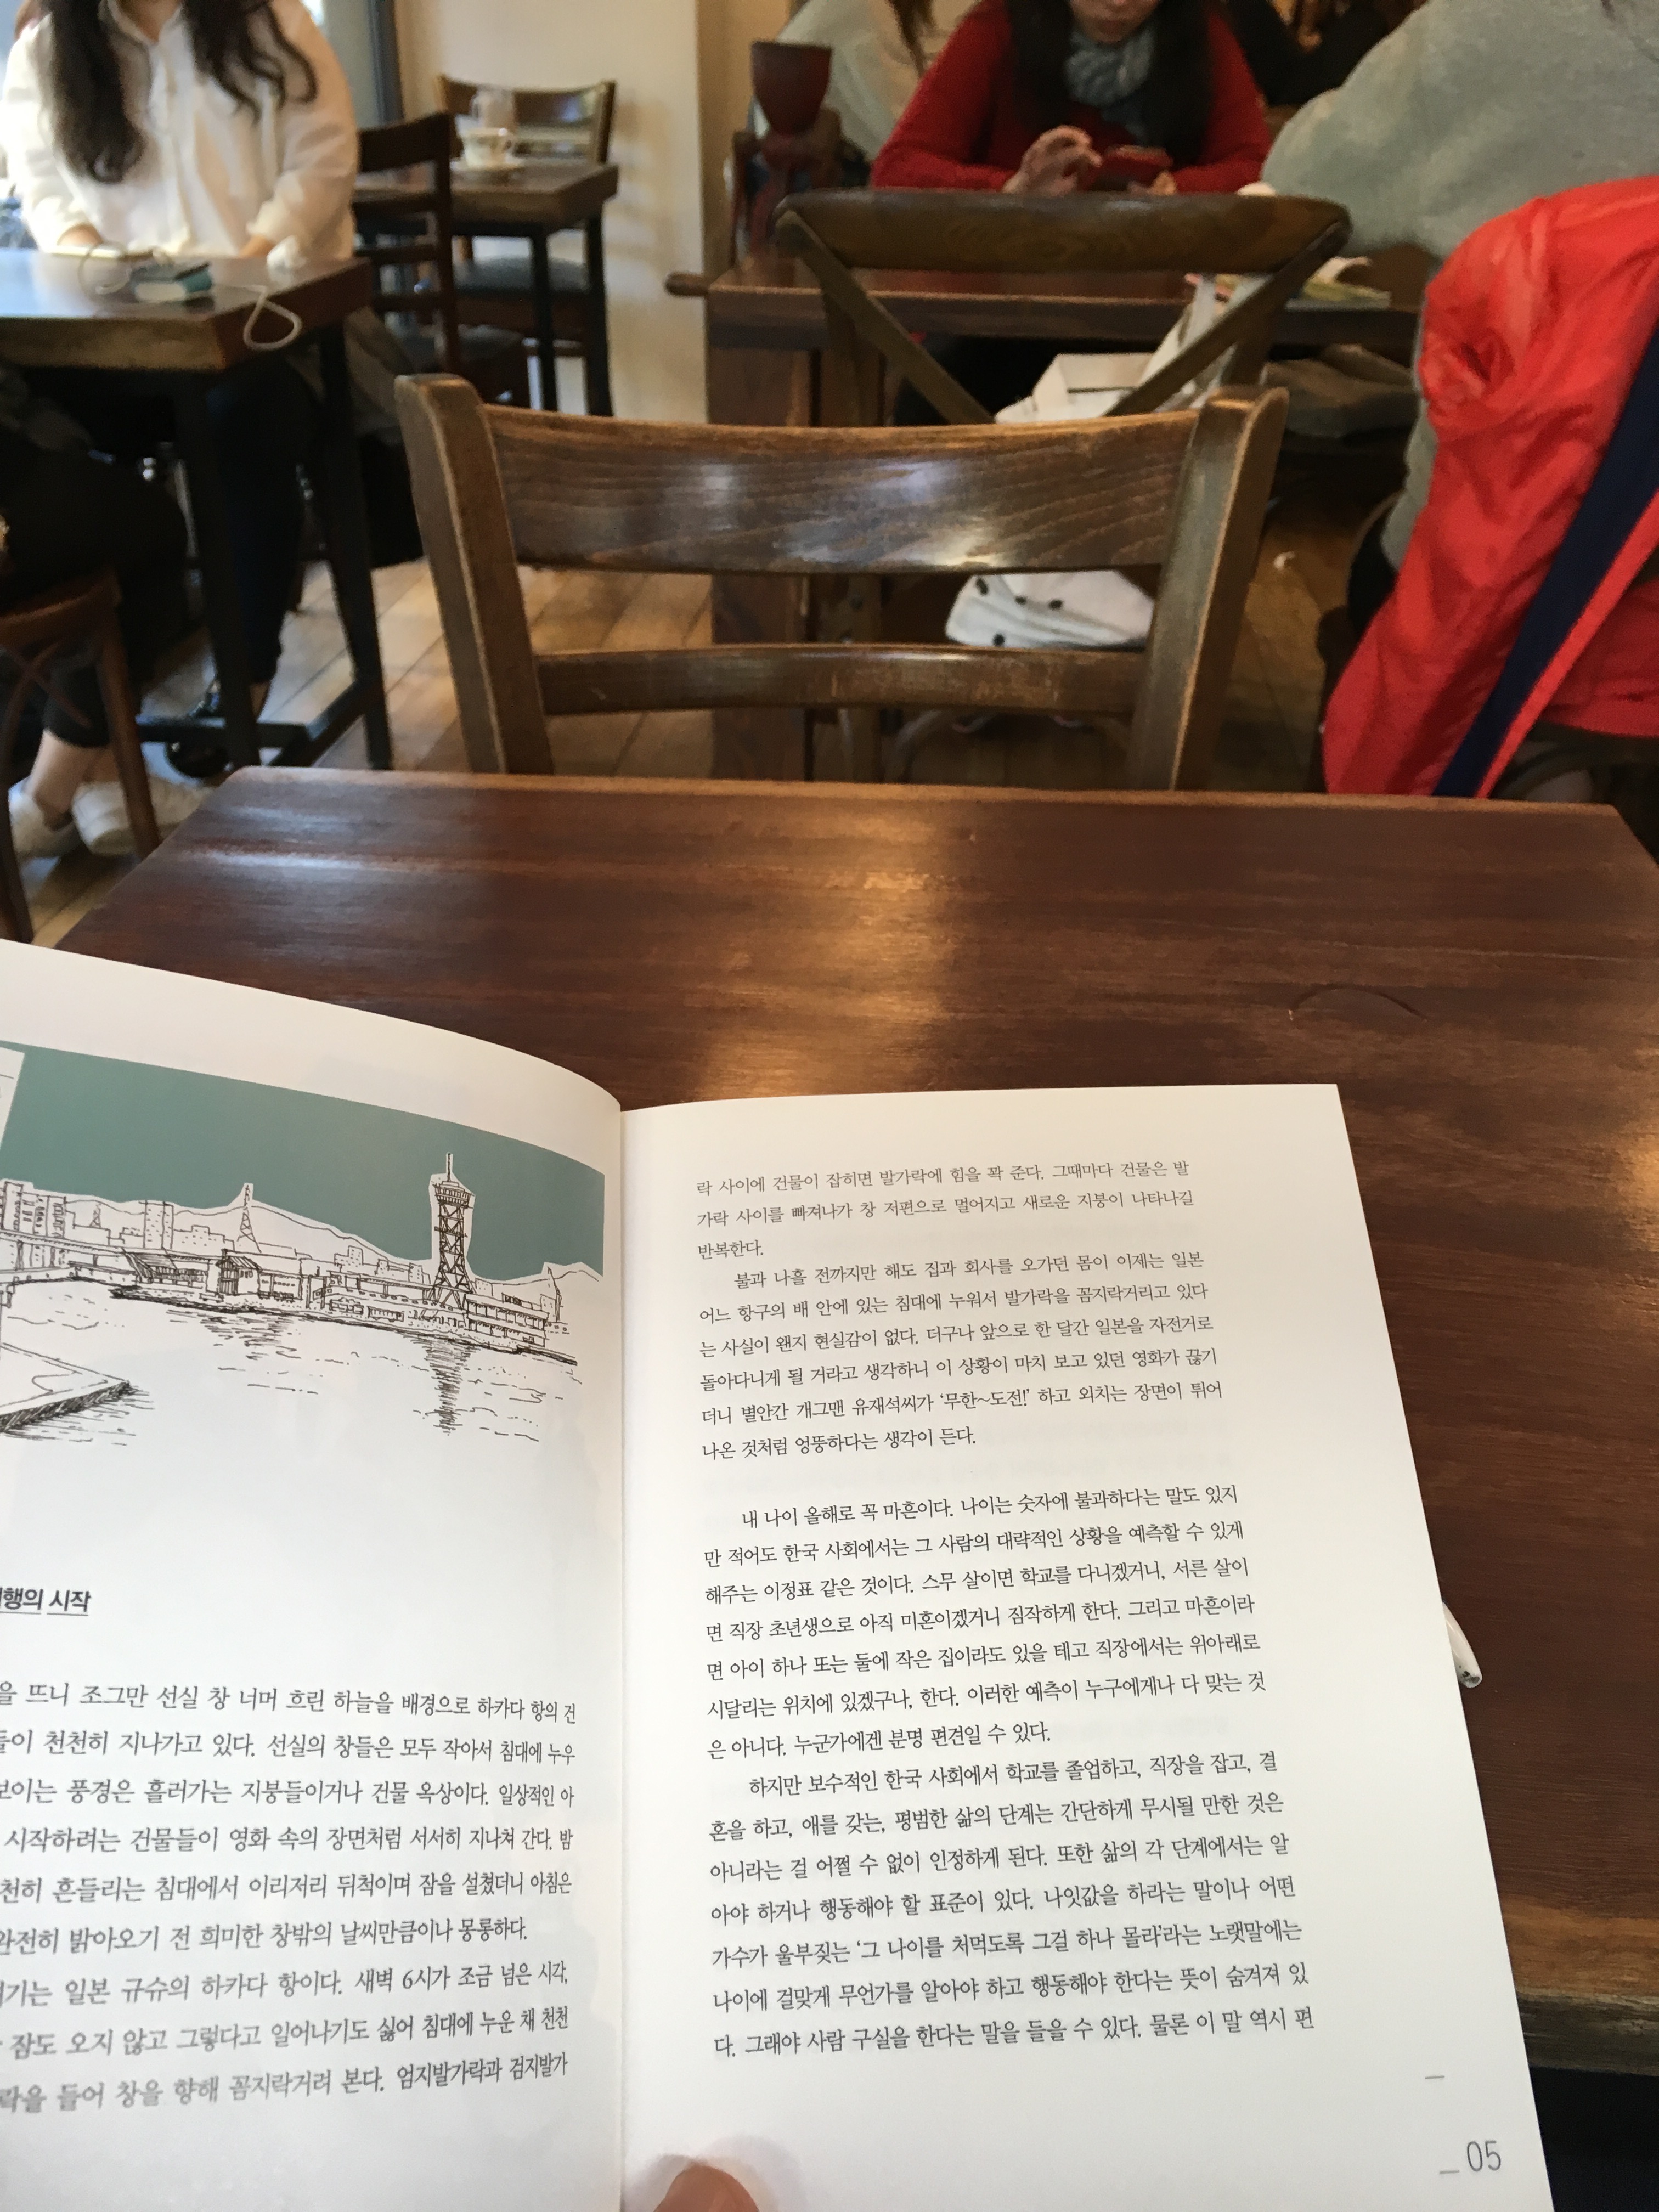 행의 시작
을 뜨니 조그만 선실 창 너머 흐린 하늘을 배경으로 하카다 항의 건
들이 천천히 지나가고 있다. 선실의 창들은 모두 작아서 침대에 누우
보이는 풍경은 흘러가는 지붕들이거나 건물 옥상이다. 일상적인 아
시작하려는 건물들이 영화 속의 장면처럼 서서히 지나쳐 간다. 밤
천히 흔들리는 침대에서 이리저리 뒤척이며 잠을 설쳤더니 아침은
완전히 밝아오기 전 희미한 창밖의 날씨만큼이나 몽롱하다.
여기는 일본 규슈의 하카다 항이다. 새벽 6시가 조금 넘은 시각,
잠도 오지 않고 그렇다고 일어나기도 싫어 침대에 누운 채 천천
락을 들어 창을 향해 꼼지락거려 본다. 엄지발가락과 검지발가
락 사이에 건물이 잡히면 발가락에 힘을 꽉 준다. 그때마다 건물은 발
가락 사이를 빠져나가 창 저편으로 멀어지고 새로운 지붕이 나타나길
반복한다.
불과 나흘 전까지만 해도 집과 회사를 오가던 몸이 이제는 일본
어느 항구의 배 안에 있는 침대에 누워서 발가락을 꼼지락거리고 있다
는 사실이 왠지 현실감이 없다. 더구나 앞으로 한 달간 일본을 자전거로
돌아다니게 될 거라고 생각하니 이 상황이 마치 보고 있던 영화가 끊기
더니 별안간 개그맨 유재석씨가 '무한~도전!' 하고 외치는 장면이 튀어
나온 것처럼 엉뚱하다는 생각이 든다.
내 나이 올해로 꼭 마흔이다. 나이는 숫자에 불과하다는 말도 있지
만 적어도 한국 사회에서는 그 사람의 대략적인 상황을 예측할 수 있게
해주는 이정표 같은 것이다. 스무 살이면 학교를 다니겠거니, 서른 살이
면 직장 초년생으로 아직 미혼이겠거니 짐작하게 한다. 그리고 마흔이라
면 아이 하나 또는 둘에 작은 집이라도 있을 테고 직장에서는 위아래로
시달리는 위치에 있겠구나, 한다. 이러한 예측이 누구에게나 다 맞는 것
은 아니다. 누군가에겐 분명 편견일 수 있다.
하지만 보수적인 한국 사회에서 학교를 졸업하고, 직장을 잡고, 결
혼을 하고, 애를 갖는, 평범한 삶의 단계는 간단하게 무시될 만한 것은
아니라는 걸 어쩔 수 없이 인정하게 된다. 또한 삶의 각 단계에서는 알
아야 하거나 행동해야 할 표준이 있다. 나잇값을 하라는 말이나 어떤
가수가 울부짖는 '그 나이를 처먹도록 그걸 하나 몰라'라는 노랫말에는
나이에 걸맞게 무언가를 알아야 하고 행동해야 한다는 뜻이 숨겨져 있
다. 그래야 사람 구실을 한다는 말을 들을 수 있다. 물론 이 말 역시 편
_05